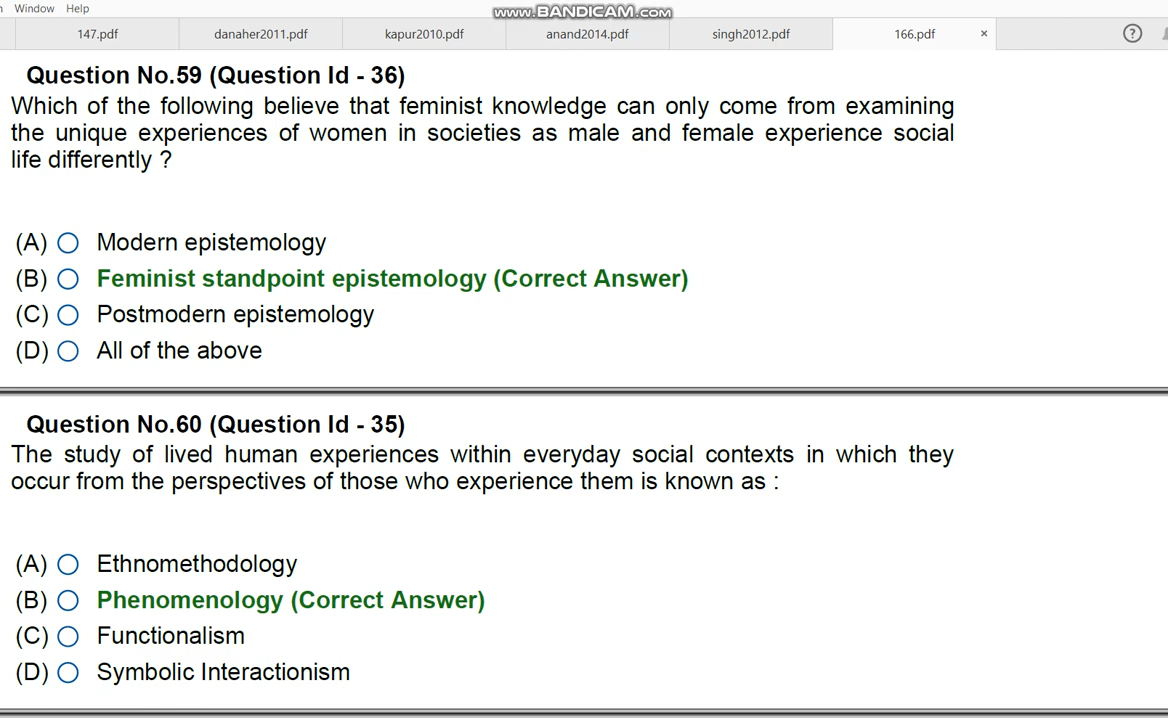 Window Help
www.BANDICAM.com
147.pdf danaher2011.pdf kapur2010.pdf anand2014.pdf singh2012.pdf 166.pdf × ?
Question No.59 (Question Id - 36)
Which of the following believe that feminist knowledge can only come from examining
the unique experiences of women in societies as male and female experience social
life differently ?
(A) Modern epistemology
(B) Feminist standpoint epistemology (Correct Answer)
(C) Postmodern epistemology
(D) All of the above
Question No.60 (Question Id - 35)
The study of lived human experiences within everyday social contexts in which they
occur from the perspectives of those who experience them is known as :
(A) Ethnomethodology
(B) Phenomenology (Correct Answer)
(C) Functionalism
(D) Symbolic Interactionism